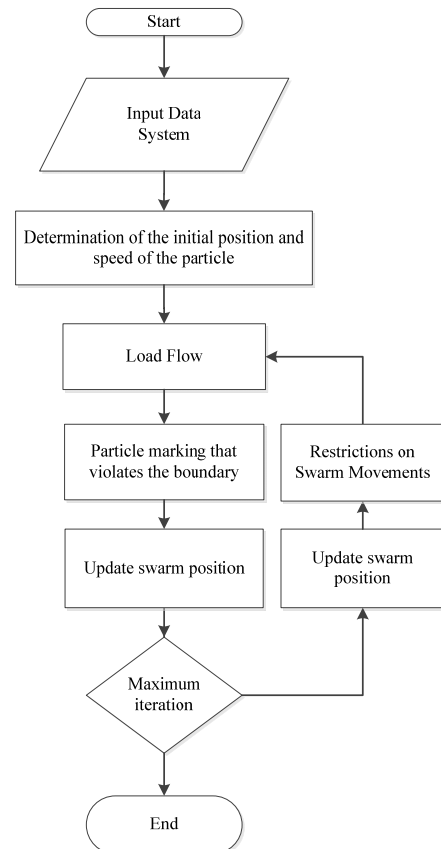 Start
Input Data
System
Determination of the initial position and
speed of the particle
Load Flow
Particle marking that
violates the boundary
Restrictions on
Swarm Movements
Update swarm position
Update swarm
position
Maximum
iteration
End